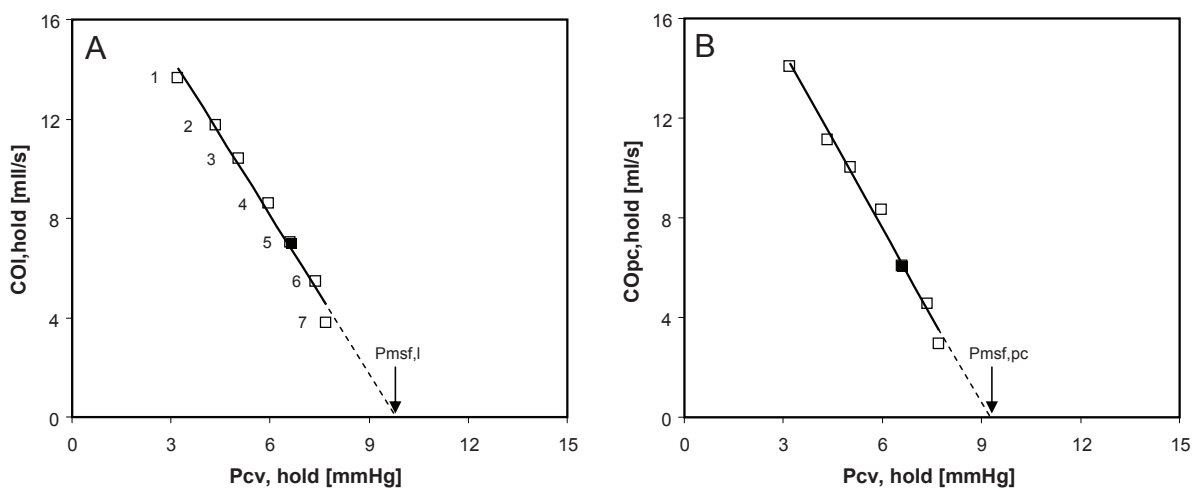 A
16
12
8
4
0
0 3 6 9 12 15
1
2
3
4
5
6
7
Pmsf,l
COl,hold [mll/s]
Pcv, hold [mmHg]
B
16
12
8
4
0
0 3 6 9 12 15
Pmsf,pc
COpc,hold [ml/s]
Pcv, hold [mmHg]